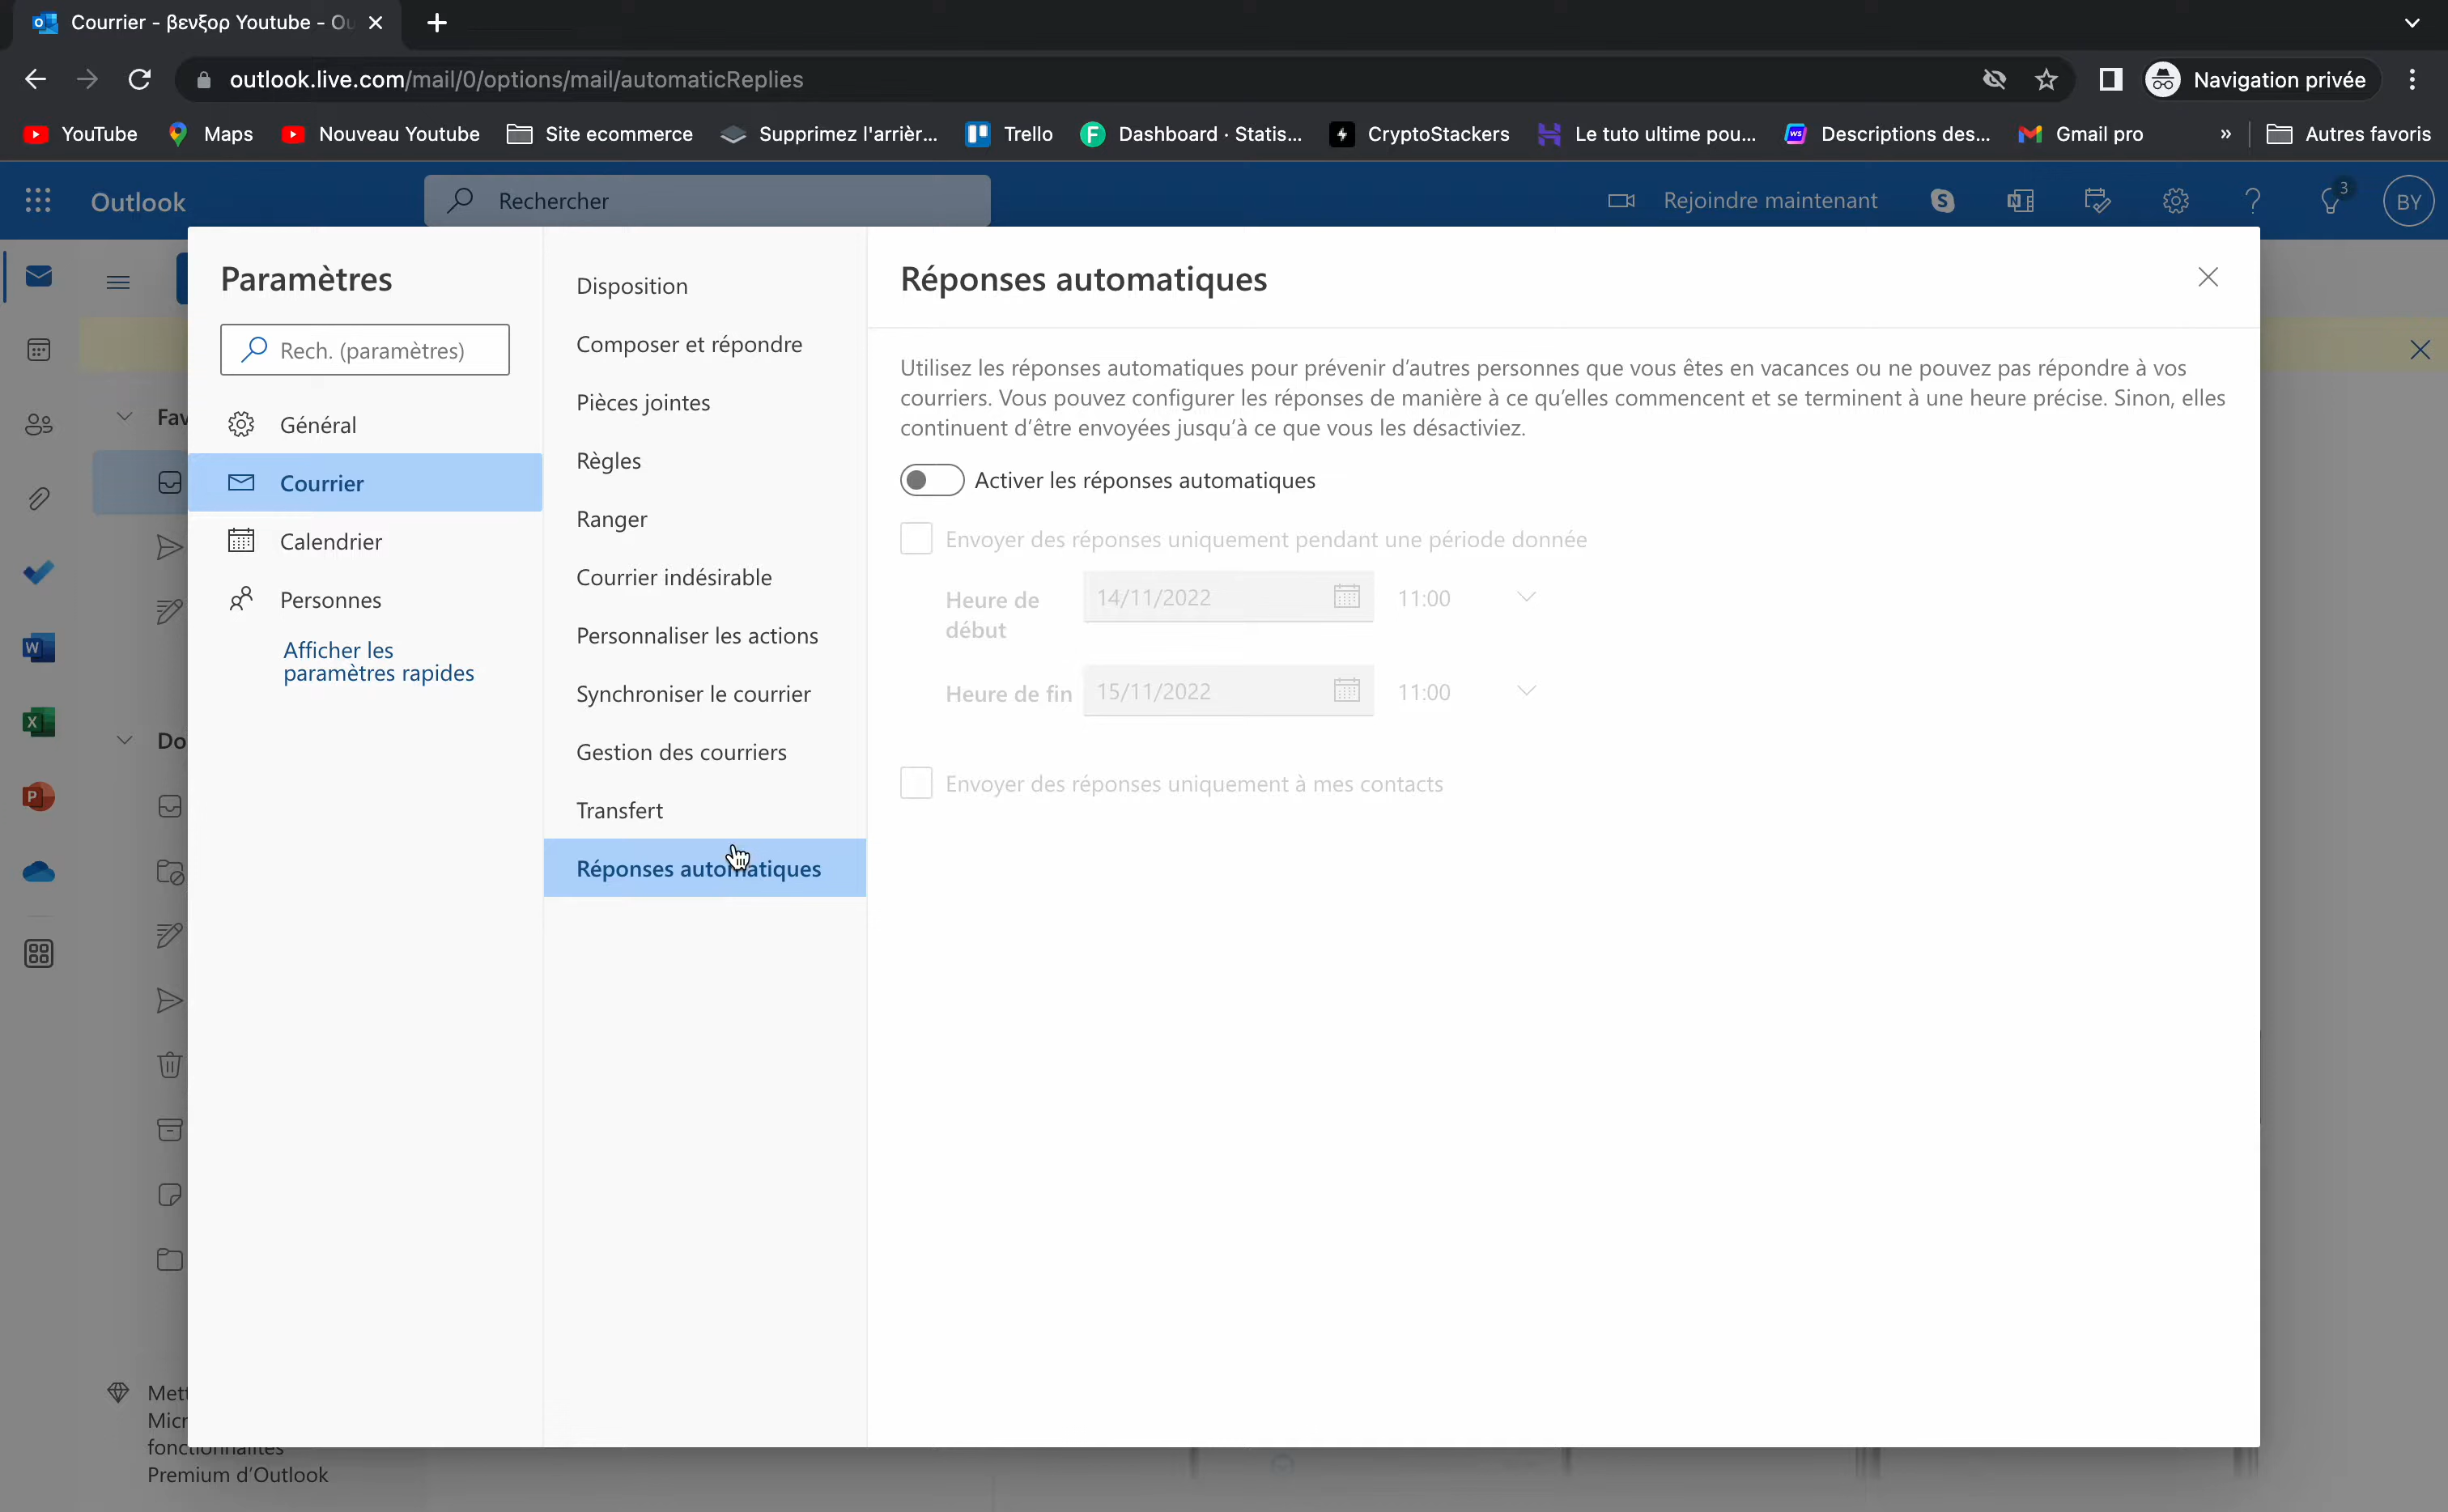 Courrier - βενξορ Youtube - Ou
outlook.live.com/mail/0/options/mail/automaticReplies
Navigation privée
YouTube
Maps
Nouveau Youtube
Site ecommerce
Supprimez l'arrièr...
Trello
Dashboard · Statis...
CryptoStackers
Le tuto ultime pou...
Descriptions des...
Gmail pro
»
Autres favoris
Outlook
Rechercher
Rejoindre maintenant
3
BY
Fav
Do
Mett
Micr
fonctionnalités
Premium d'Outlook
Paramètres
Rech. (paramètres)
Général
Courrier
Calendrier
Personnes
Afficher les
paramètres rapides
Disposition
Composer et répondre
Pièces jointes
Règles
Ranger
Courrier indésirable
Personnaliser les actions
Synchroniser le courrier
Gestion des courriers
Transfert
Réponses automatiques
Réponses automatiques
Utilisez les réponses automatiques pour prévenir d'autres personnes que vous êtes en vacances ou ne pouvez pas répondre à vos
courriers. Vous pouvez configurer les réponses de manière à ce qu'elles commencent et se terminent à une heure précise. Sinon, elles
continuent d'être envoyées jusqu'à ce que vous les désactiviez.
Activer les réponses automatiques
Envoyer des réponses uniquement pendant une période donnée
Heure de
début
14/11/2022
11:00
Heure de fin
15/11/2022
11:00
Envoyer des réponses uniquement à mes contacts